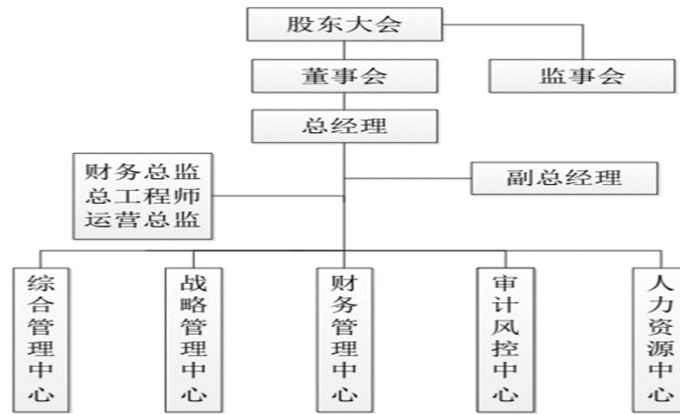 股东大会
董事会
监事会
总经理
财务总监
总工程师
运营总监
副总经理
综合管理中心
战略管理中心
财务管理中心
审计风控中心
人力资源中心